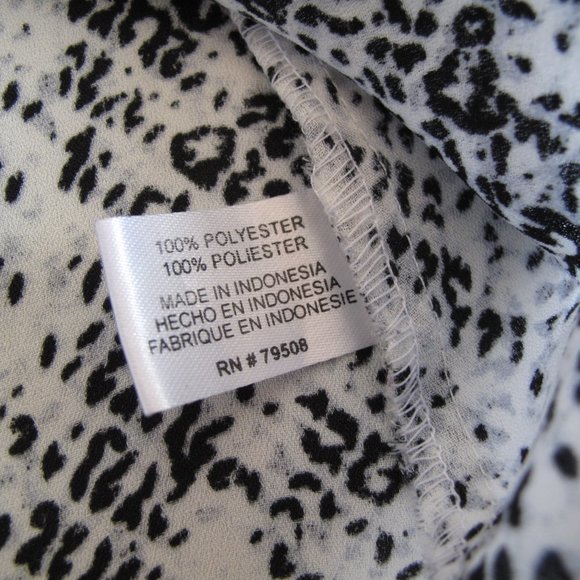 100% POLYESTER
100% POLIESTER
MADE IN INDONESIA
HECHO EN INDONESIA
FABRIQUE EN INDONESIE
RN # 79508